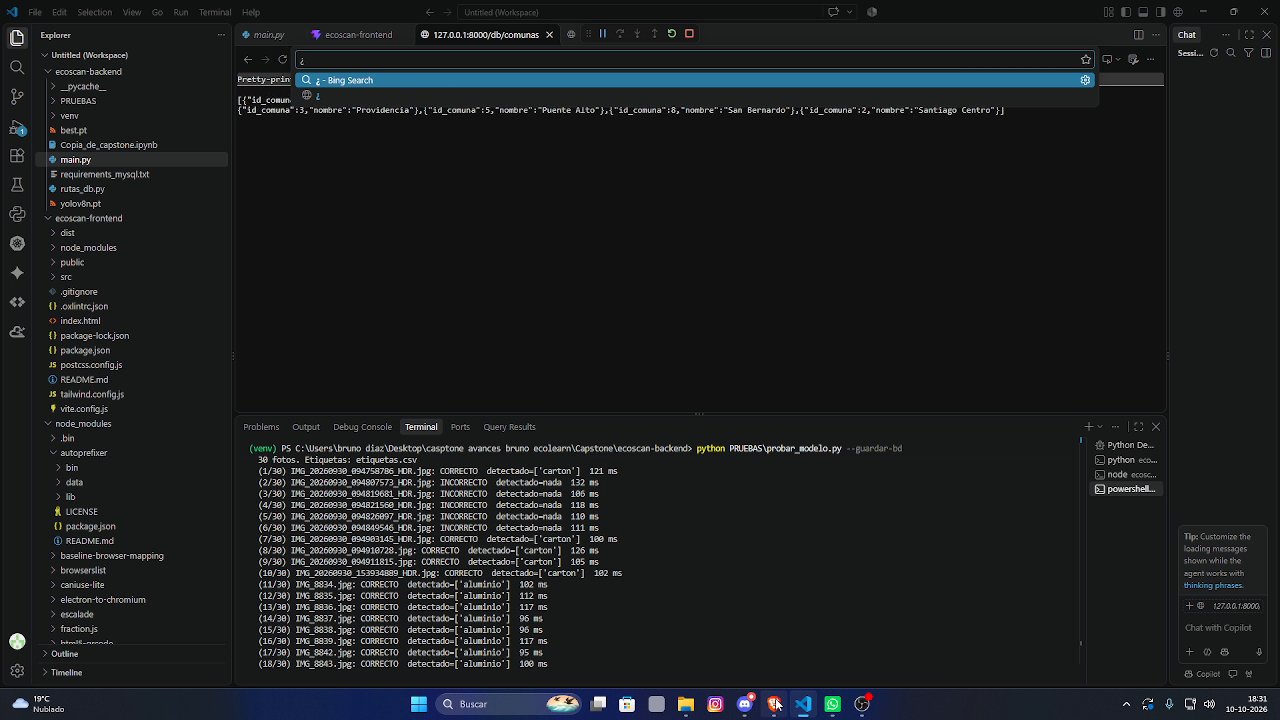 File Edit Selection View Go Run Terminal Help
Untitled (Workspace)
Explorer
main.py
ecoscan-frontend
127.0.0.1:8000/db/comunas
Chat
Untitled (Workspace)
ecoscan-backend
__pycache__
PRUEBAS
venv
best.pt
Copia_de_capstone.ipynb
main.py
requirements_mysql.txt
rutas_db.py
yolov8n.pt
ecoscan-frontend
dist
node_modules
public
src
.gitignore
.oxlintrc.json
index.html
package-lock.json
package.json
postcss.config.js
README.md
tailwind.config.js
vite.config.js
node_modules
.bin
autoprefixer
bin
data
lib
LICENSE
package.json
README.md
baseline-browser-mapping
browserslist
caniuse-lite
electron-to-chromium
escalade
fraction.js
Outline
Timeline
¿
¿ - Bing Search
¿
Pretty-print
[{"id_comuna"
{"id_comuna":3,"nombre":"Providencia"},{"id_comuna":5,"nombre":"Puente Alto"},{"id_comuna":8,"nombre":"San Bernardo"},{"id_comuna":2,"nombre":"Santiago Centro"}]
Sessi...
Problems Output Debug Console Terminal Ports Query Results
(venv) PS C:\Users\bruno diaz\Desktop\casptone avances bruno ecolearn\Capstone\ecoscan-backend> python PRUEBAS\probar_modelo.py --guardar-bd
30 fotos. Etiquetas: etiquetas.csv
(1/30) IMG_20260930_094758786_HDR.jpg: CORRECTO detectado=['carton'] 121 ms
(2/30) IMG_20260930_094807573_HDR.jpg: INCORRECTO detectado=nada 132 ms
(3/30) IMG_20260930_094819681_HDR.jpg: INCORRECTO detectado=nada 106 ms
(4/30) IMG_20260930_094821560_HDR.jpg: INCORRECTO detectado=nada 118 ms
(5/30) IMG_20260930_094826097_HDR.jpg: INCORRECTO detectado=nada 110 ms
(6/30) IMG_20260930_094849546_HDR.jpg: INCORRECTO detectado=nada 111 ms
(7/30) IMG_20260930_094903145_HDR.jpg: CORRECTO detectado=['carton'] 100 ms
(8/30) IMG_20260930_094910728.jpg: CORRECTO detectado=['carton'] 126 ms
(9/30) IMG_20260930_094911815.jpg: CORRECTO detectado=['carton'] 105 ms
(10/30) IMG_20260930_153934889_HDR.jpg: CORRECTO detectado=['carton'] 102 ms
(11/30) IMG_8834.jpg: CORRECTO detectado=['aluminio'] 102 ms
(12/30) IMG_8835.jpg: CORRECTO detectado=['aluminio'] 112 ms
(13/30) IMG_8836.jpg: CORRECTO detectado=['aluminio'] 117 ms
(14/30) IMG_8837.jpg: CORRECTO detectado=['aluminio'] 96 ms
(15/30) IMG_8838.jpg: CORRECTO detectado=['aluminio'] 96 ms
(16/30) IMG_8839.jpg: CORRECTO detectado=['aluminio'] 117 ms
(17/30) IMG_8842.jpg: CORRECTO detectado=['aluminio'] 95 ms
(18/30) IMG_8843.jpg: CORRECTO detectado=['aluminio'] 100 ms
Python De...
python ecosc...
node ecosc...
powershell...
Tip: Customize the
loading messages
shown while the
agent works with
thinking phrases.
127.0.0.1:8000/
Chat with Copilot
Copilot
19°C
Nublado
Buscar
18:31
10-10-2026